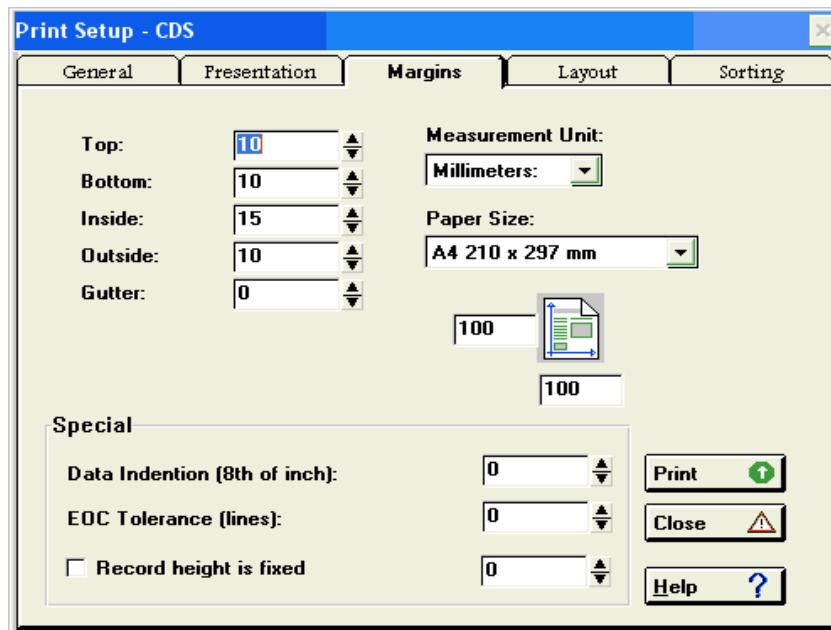 Print Setup - CDS
General Presentation Margins Layout Sorting
Top: 10
Bottom: 10
Inside: 15
Outside: 10
Gutter: 0
Measurement Unit:
Millimeters:
Paper Size:
A4 210 x 297 mm
100
100
Special
Data Indention (8th of inch): 0
EOC Tolerance (lines): 0
Record height is fixed 0
Print
Close
Help ?